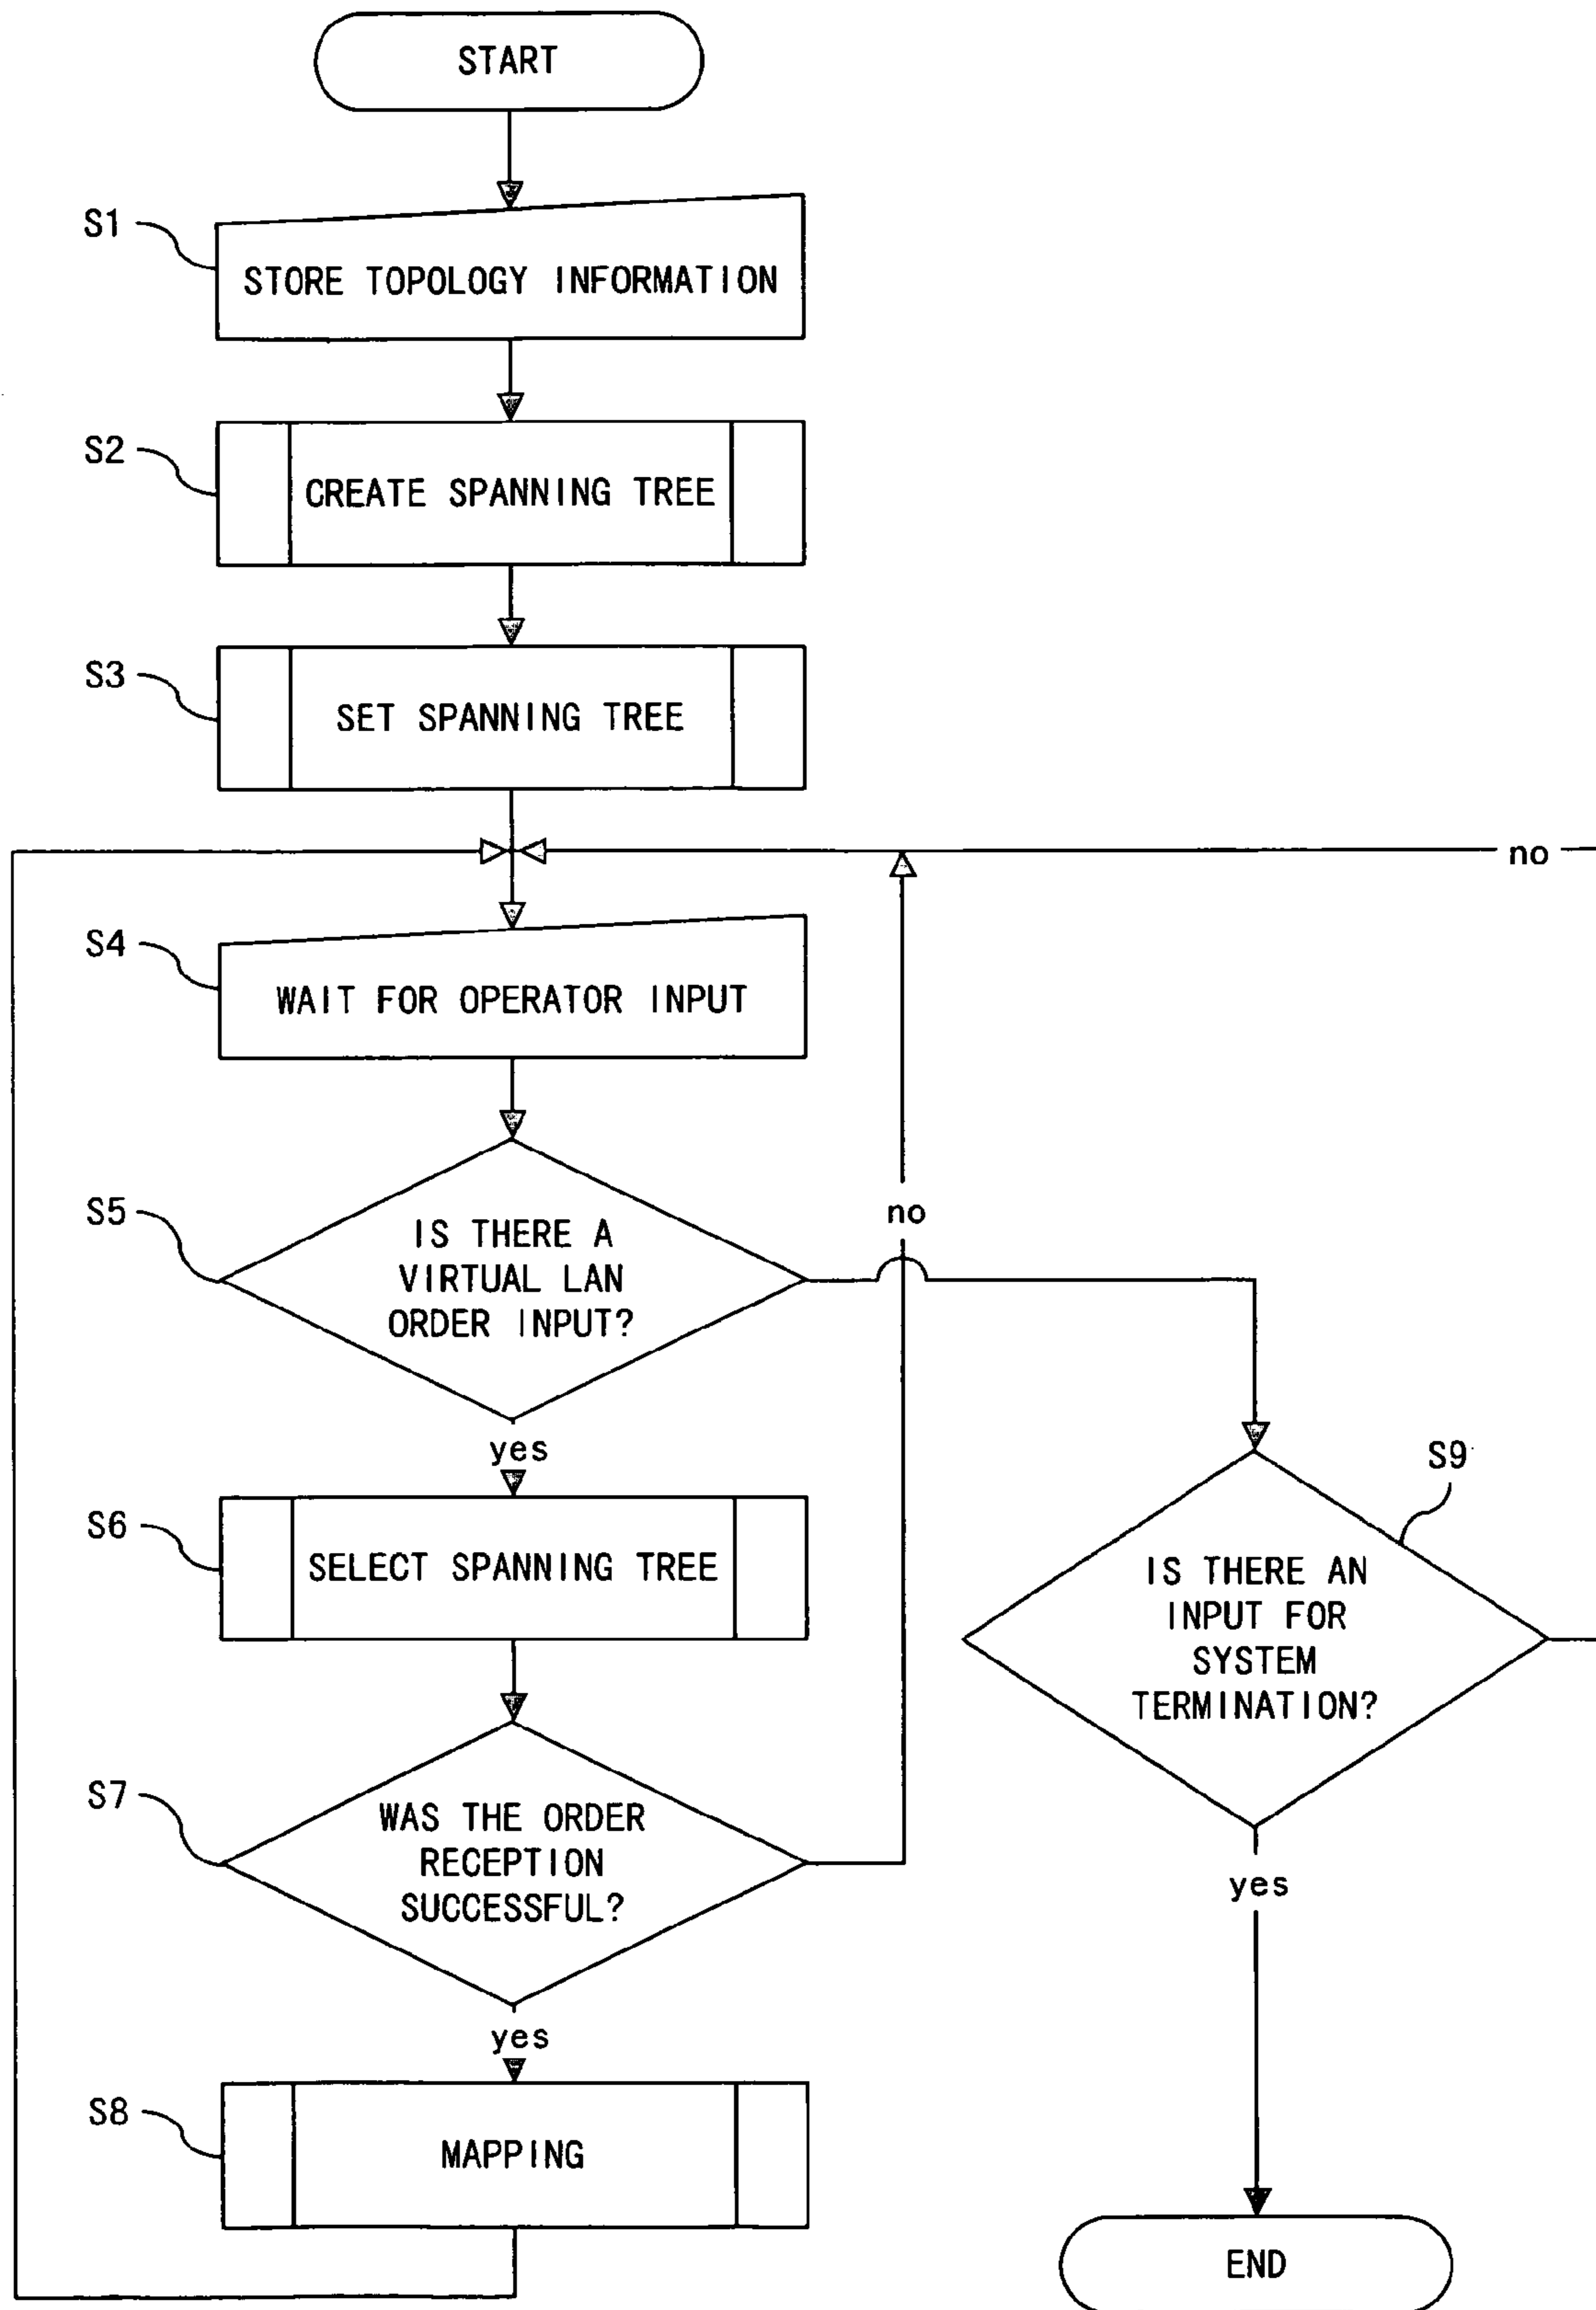 START
S1
STORE TOPOLOGY INFORMATION
S2
CREATE SPANNING TREE
S3
SET SPANNING TREE
no
S4
WAIT FOR OPERATOR INPUT
S5
IS THERE A
VIRTUAL LAN
ORDER INPUT?
no
yes
S6
SELECT SPANNING TREE
S7
WAS THE ORDER
RECEPTION
SUCCESSFUL?
yes
S8
MAPPING
S9
IS THERE AN
INPUT FOR
SYSTEM
TERMINATION?
yes
END